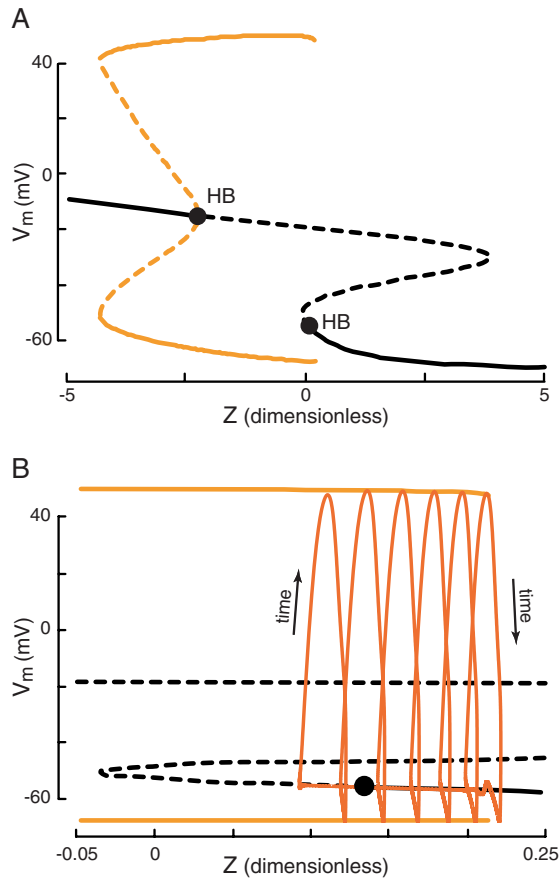 A
40
0
-60
Vm (mV)
HB
HB
-5
0
5
Z (dimensionless)
B
40
0
-60
Vm (mV)
time
time
-0.05
0
0.25
Z (dimensionless)